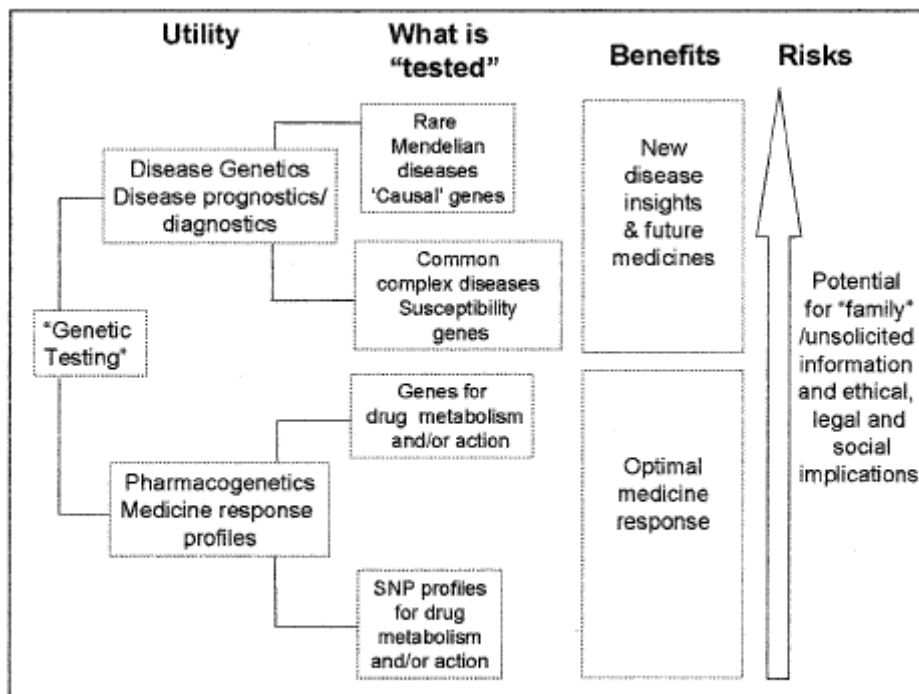 Utility
What is
"tested"
Benefits
Risks
"Genetic
Testing"
Disease Genetics
Disease prognostics/
diagnostics
Pharmacogenetics
Medicine response
profiles
Rare
Mendelian
diseases
'Causal' genes
Common
complex diseases
Susceptibility
genes
Genes for
drug metabolism
and/or action
SNP profiles
for drug
metabolism
and/or action
New
disease
insights
& future
medicines
Optimal
medicine
response
Potential
for "family"
/unsolicited
information
and ethical,
legal and
social
implications